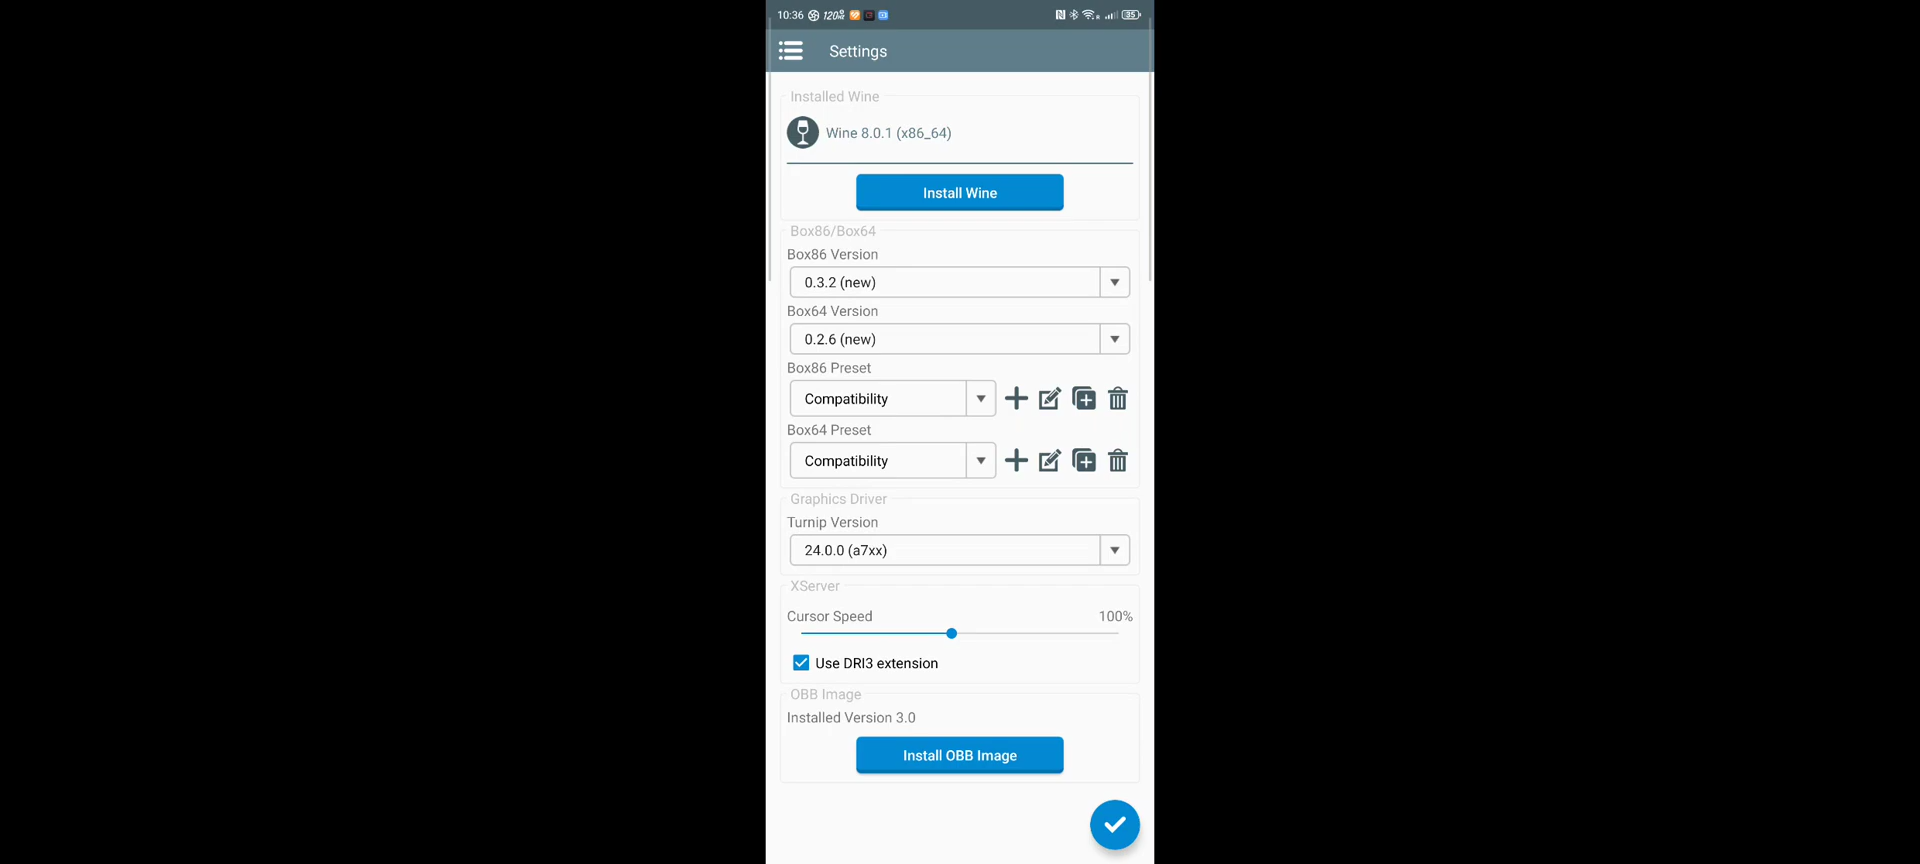 10:36 120
35
Settings
Installed Wine
Wine 8.0.1 (x86_64)
Install Wine
Box86/Box64
Box86 Version
0.3.2 (new)
Box64 Version
0.2.6 (new)
Box86 Preset
Compatibility
Box64 Preset
Compatibility
Graphics Driver
Turnip Version
24.0.0 (a7xx)
XServer
Cursor Speed 100%
Use DRI3 extension
OBB Image
Installed Version 3.0
Install OBB Image